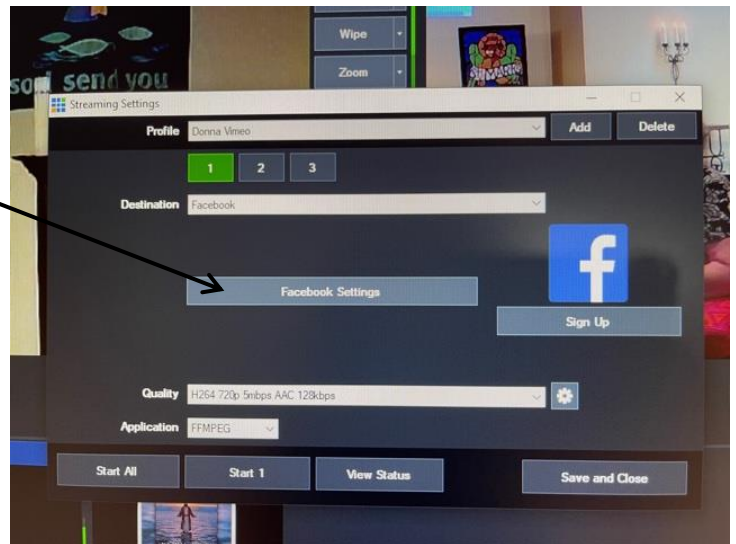 Wipe
Zoom
send you
Streaming Settings
Profile Donna Vimeo Add Delete
1 2 3
Destination Facebook
f
Facebook Settings
Sign Up
Quality H264 720p 5mbps AAC 128kbps
Application FFMPEG
Start All Start 1 View Status Save and Close